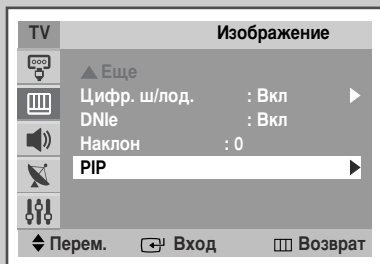 TV Изображение
Еще
Цифр. ш/под. : Вкл
DNIe : Вкл
Наклон : 0
PIP
Перем. Вход Возврат